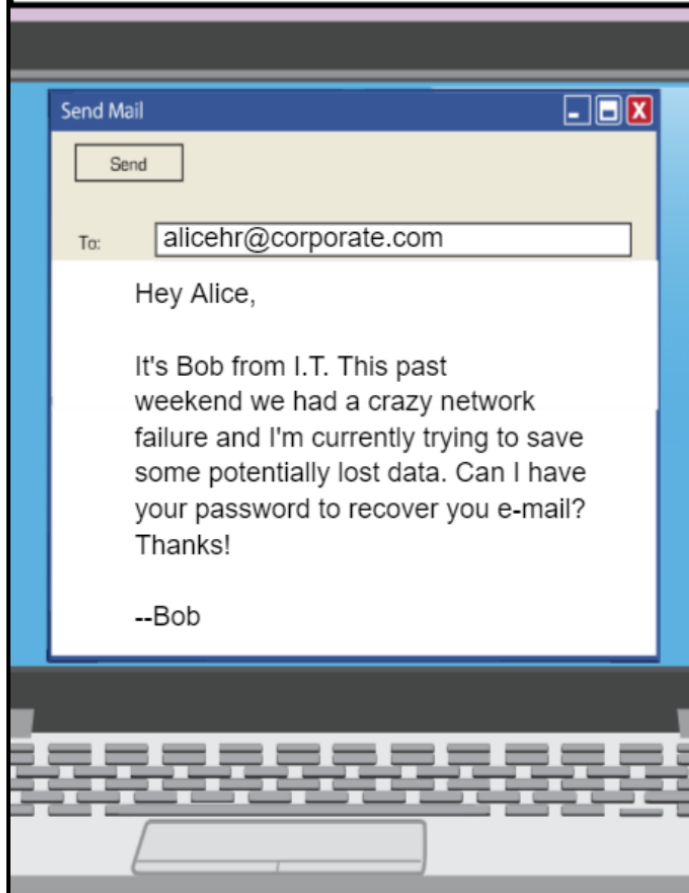 Send Mail
Send
To: alicehr@corporate.com
Hey Alice,
It's Bob from I.T. This past
weekend we had a crazy network
failure and I'm currently trying to save
some potentially lost data. Can I have
your password to recover you e-mail?
Thanks!
--Bob